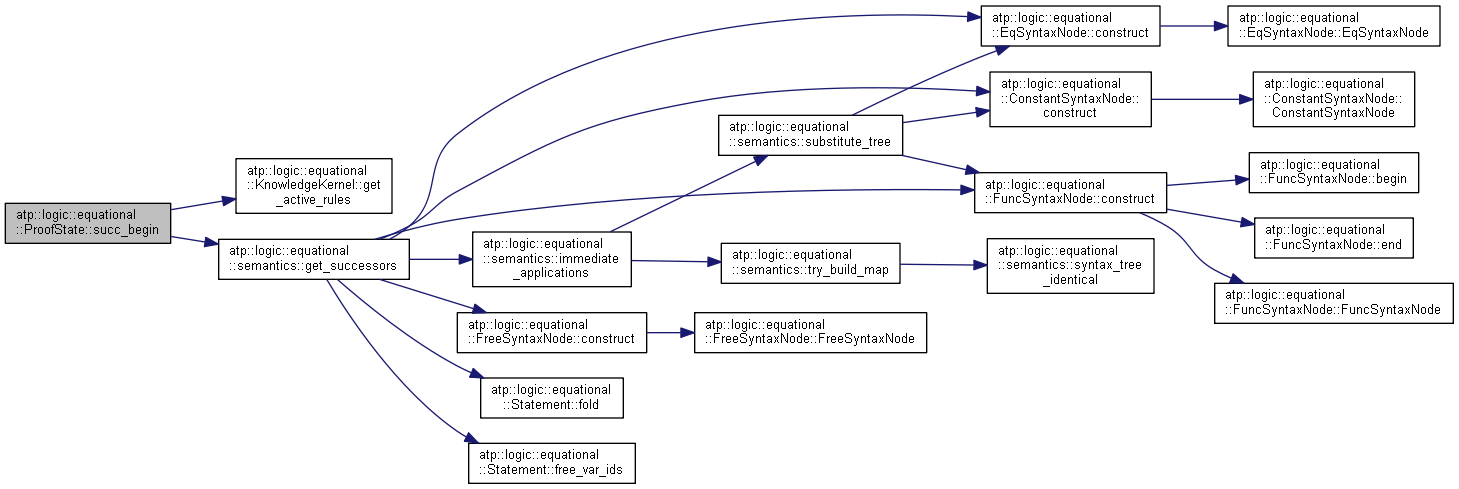 atp::logic::equational
::ProofState::succ_begin
atp::logic::equational
::KnowledgeKernel::get
_active_rules
atp::logic::equational
::semantics::get_successors
atp::logic::equational
::semantics::immediate
_applications
atp::logic::equational
::FreeSyntaxNode::construct
atp::logic::equational
::Statement::fold
atp::logic::equational
::Statement::free_var_ids
atp::logic::equational
::semantics::substitute_tree
atp::logic::equational
::semantics::try_build_map
atp::logic::equational
::FreeSyntaxNode::FreeSyntaxNode
atp::logic::equational
::EqSyntaxNode::construct
atp::logic::equational
::ConstantSyntaxNode::
construct
atp::logic::equational
::FuncSyntaxNode::construct
atp::logic::equational
::semantics::syntax_tree
_identical
atp::logic::equational
::EqSyntaxNode::EqSyntaxNode
atp::logic::equational
::ConstantSyntaxNode::
ConstantSyntaxNode
atp::logic::equational
::FuncSyntaxNode::begin
atp::logic::equational
::FuncSyntaxNode::end
atp::logic::equational
::FuncSyntaxNode::FuncSyntaxNode